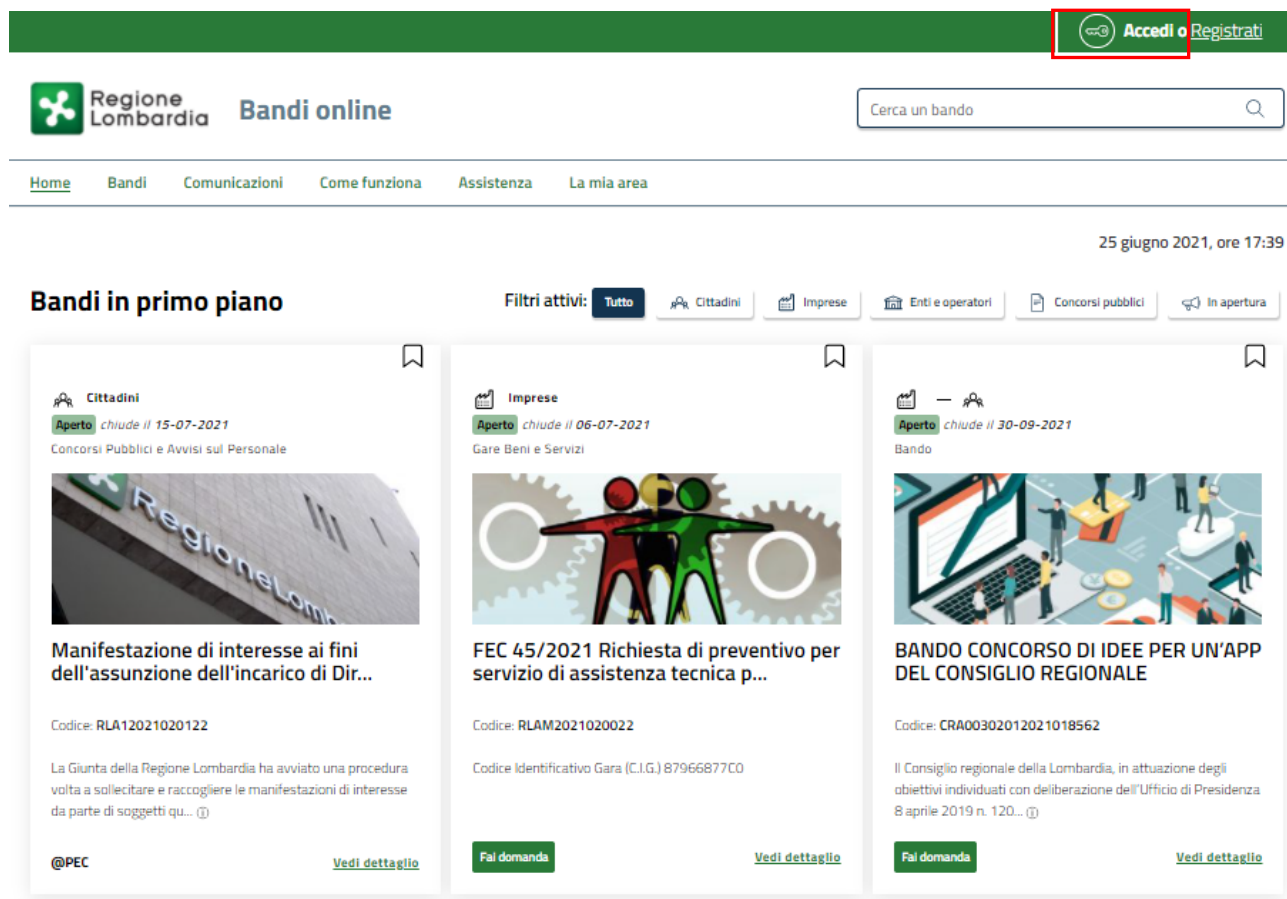 Accedi o Registrati
Regione
Lombardia
Bandi online
Cerca un bando
Home Bandi Comunicazioni Come funziona Assistenza La mia area
25 giugno 2021, ore 17:39
Bandi in primo piano
Filtri attivi: Tutto Cittadini Imprese Enti e operatori Concorsi pubblici In apertura
Cittadini
Aperto chiude il 15-07-2021
Concorsi Pubblici e Avvisi sul Personale
RegioneLom
Manifestazione di interesse ai fini
dell'assunzione dell'incarico di Dir...
Codice: RLA12021020122
La Giunta della Regione Lombardia ha avviato una procedura
volta a sollecitare e raccogliere le manifestazioni di interesse
da parte di soggetti qu...
@PEC
Vedi dettaglio
Imprese
Aperto chiude il 06-07-2021
Gare Beni e Servizi
FEC 45/2021 Richiesta di preventivo per
servizio di assistenza tecnica p...
Codice: RLAM2021020022
Codice Identificativo Gara (C.I.G.) 87966877C0
Fai domanda
Vedi dettaglio
—
Aperto chiude il 30-09-2021
Bando
BANDO CONCORSO DI IDEE PER UN'APP
DEL CONSIGLIO REGIONALE
Codice: CRA00302012021018562
Il Consiglio regionale della Lombardia, in attuazione degli
obiettivi individuati con deliberazione dell'Ufficio di Presidenza
8 aprile 2019 n. 120...
Fai domanda
Vedi dettaglio